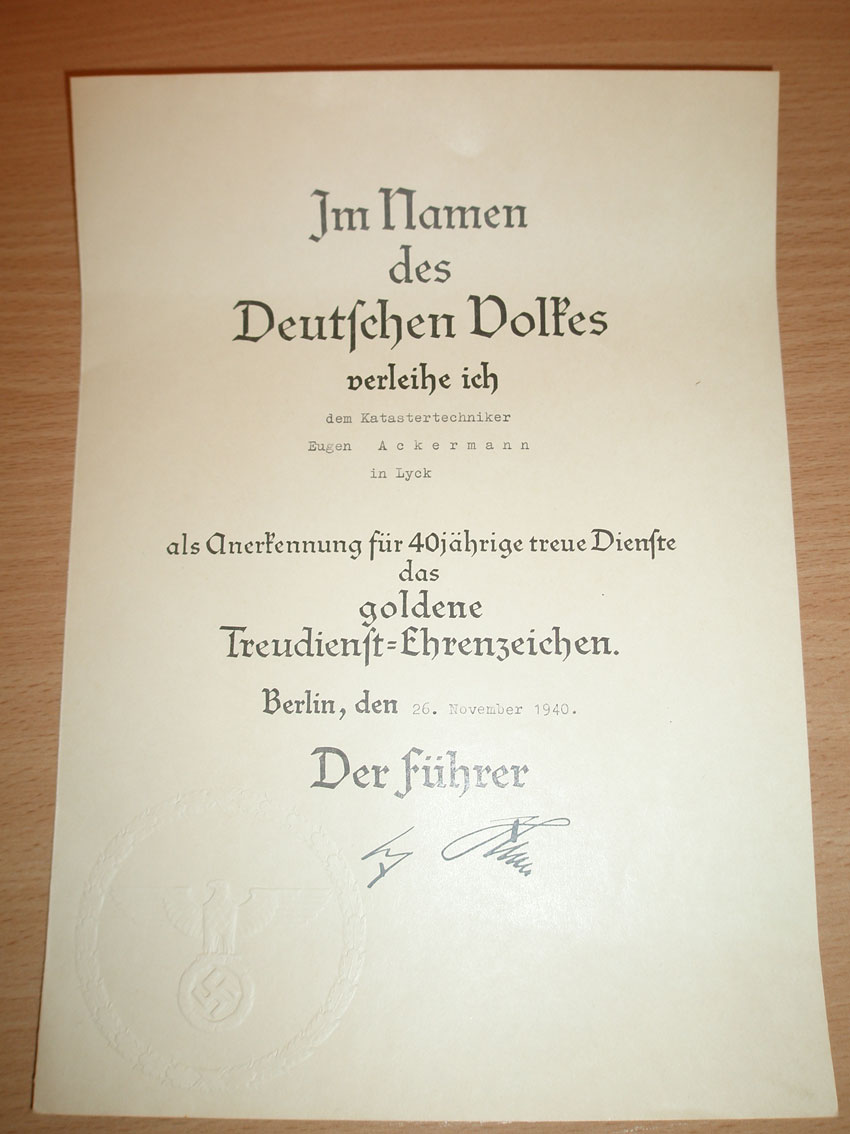 Im Namen
des
Deutschen Volkes
verleihe ich
dem Katastertechniker
Eugen A c k e r m a n n
in Lyck
als Anerkennung für 40jährige treue Dienste
das
goldene
Treudienst=Ehrenzeichen.
Berlin, den 26. November 1940.
Der Führer